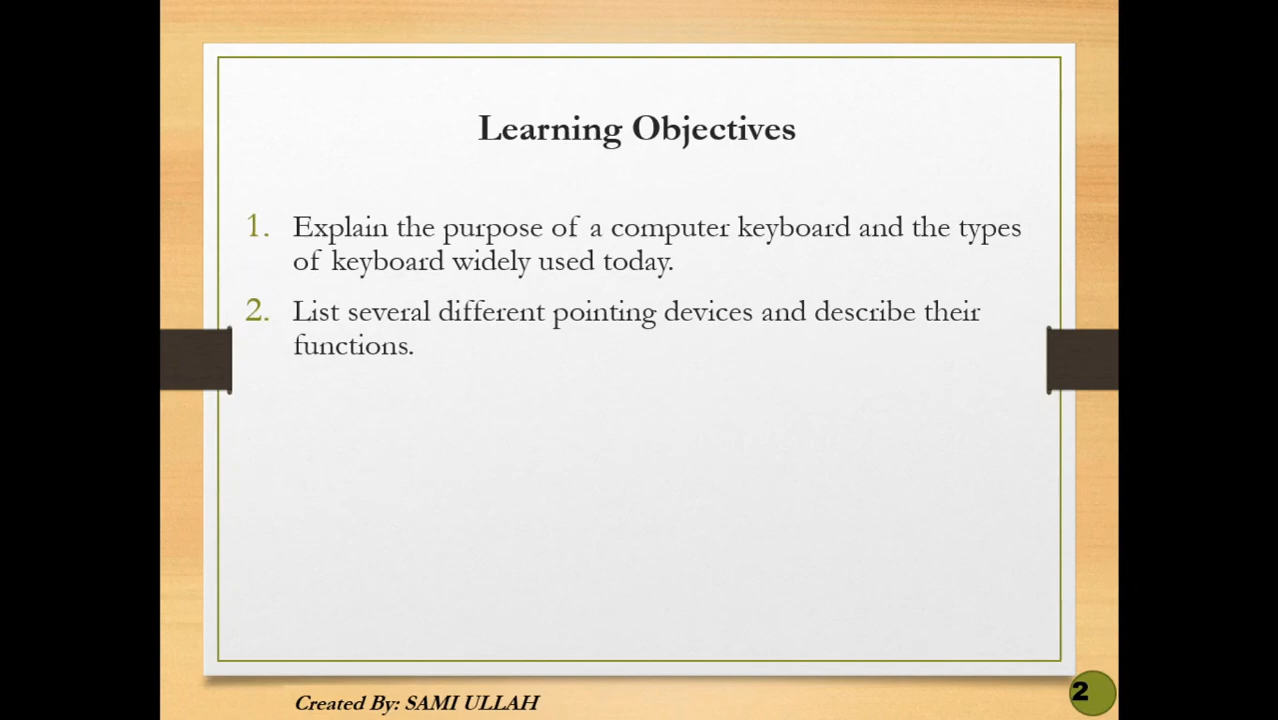 Learning Objectives
1. Explain the purpose of a computer keyboard and the types
of keyboard widely used today.
2. List several different pointing devices and describe their
functions.
Created By: SAMI ULLAH
2